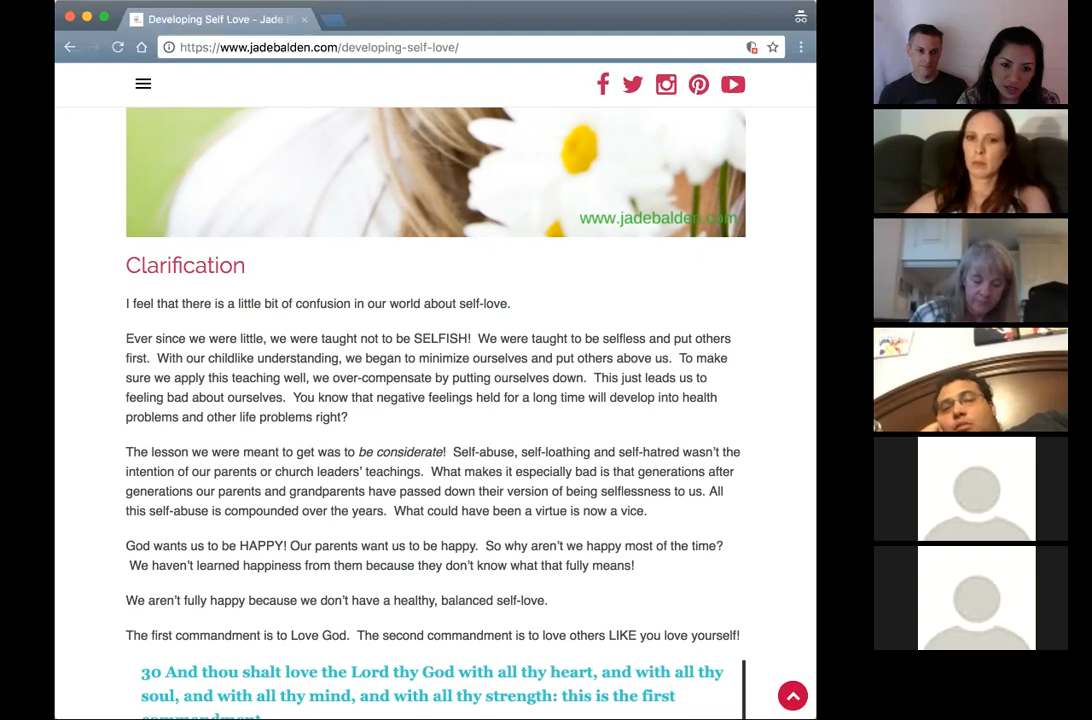 Developing Self Love - Jade B
https://www.jadebalden.com/developing-self-love/
www.jadebalden.com
Clarification
I feel that there is a little bit of confusion in our world about self-love.
Ever since we were little, we were taught not to be SELFISH!  We were taught to be selfless and put others
first.  With our childlike understanding, we began to minimize ourselves and put others above us.  To make
sure we apply this teaching well, we over-compensate by putting ourselves down.  This just leads us to
feeling bad about ourselves.  You know that negative feelings held for a long time will develop into health
problems and other life problems right?
The lesson we were meant to get was to be considerate!  Self-abuse, self-loathing and self-hatred wasn't the
intention of our parents or church leaders' teachings.  What makes it especially bad is that generations after
generations our parents and grandparents have passed down their version of being selflessness to us. All
this self-abuse is compounded over the years.  What could have been a virtue is now a vice.
God wants us to be HAPPY! Our parents want us to be happy.  So why aren't we happy most of the time?
We haven't learned happiness from them because they don't know what that fully means!
We aren't fully happy because we don't have a healthy, balanced self-love.
The first commandment is to Love God.  The second commandment is to love others LIKE you love yourself!
30 And thou shalt love the Lord thy God with all thy heart, and with all thy
soul, and with all thy mind, and with all thy strength: this is the first
commandment